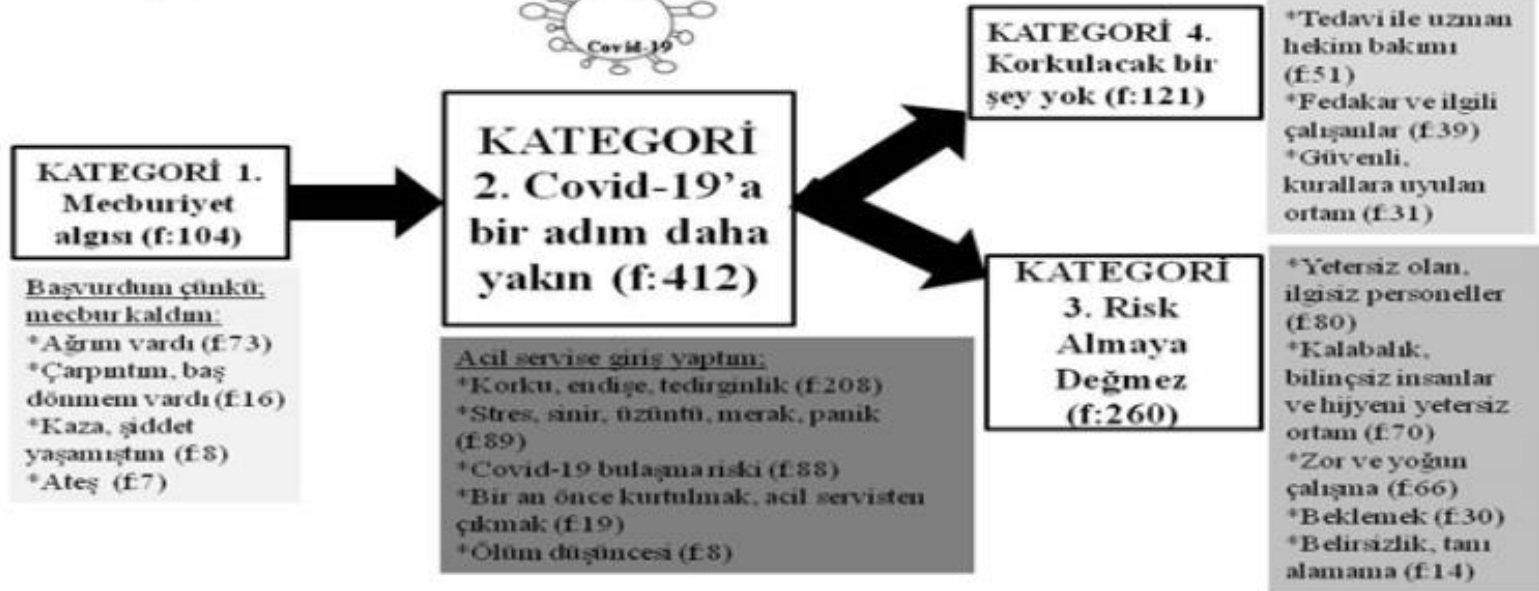 Covid-19
KATEGORİ 1.
Mecburiyet
algısı (f:104)
Başvurdum çünkü;
mecbur kaldım:
*Ağrım vardı (f:73)
*Çarpıntım, baş
dönmem vardı (f:16)
*Kaza, şiddet
yaşamıştım (f:8)
*Ateş (f:7)
KATEGORİ
2. Covid-19’a
bir adım daha
yakın (f:412)
Acil servise giriş yaptım;
*Korku, endişe, tedirginlik (f:208)
*Stres, sinir, üzüntü, merak, panik
(f:89)
*Covid-19 bulaşma riski (f:88)
*Bir an önce kurtulmak, acil servisten
çıkmak (f:19)
*Ölüm düşüncesi (f:8)
KATEGORİ 4.
Korkulacak bir
şey yok (f:121)
*Tedavi ile uzman
hekim bakımı
(f:51)
*Fedakar ve ilgili
çalışanlar (f:39)
*Güvenli,
kurallara uyulan
ortam (f:31)
KATEGORİ
3. Risk
Almaya
Değmez
(f:260)
*Yetersiz olan,
ilgisiz personeller
(f:80)
*Kalabalık,
bilinçsiz insanlar
ve hijyeni yetersiz
ortam (f:70)
*Zor ve yoğun
çalışma (f:66)
*Beklemek (f:30)
*Belirsizlik, tanı
alamama (f:14)